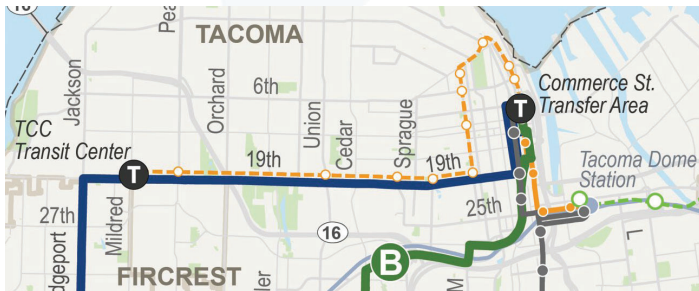 16
TACOMA
Jackson
6th
Orchard
Union
Cedar
Sprague
Commerce St.
Transfer Area
T
TCC
Transit Center
T
19th
19th
Tacoma Dome
Station
27th
Mildred
25th
16
B
L
FIRCREST
M